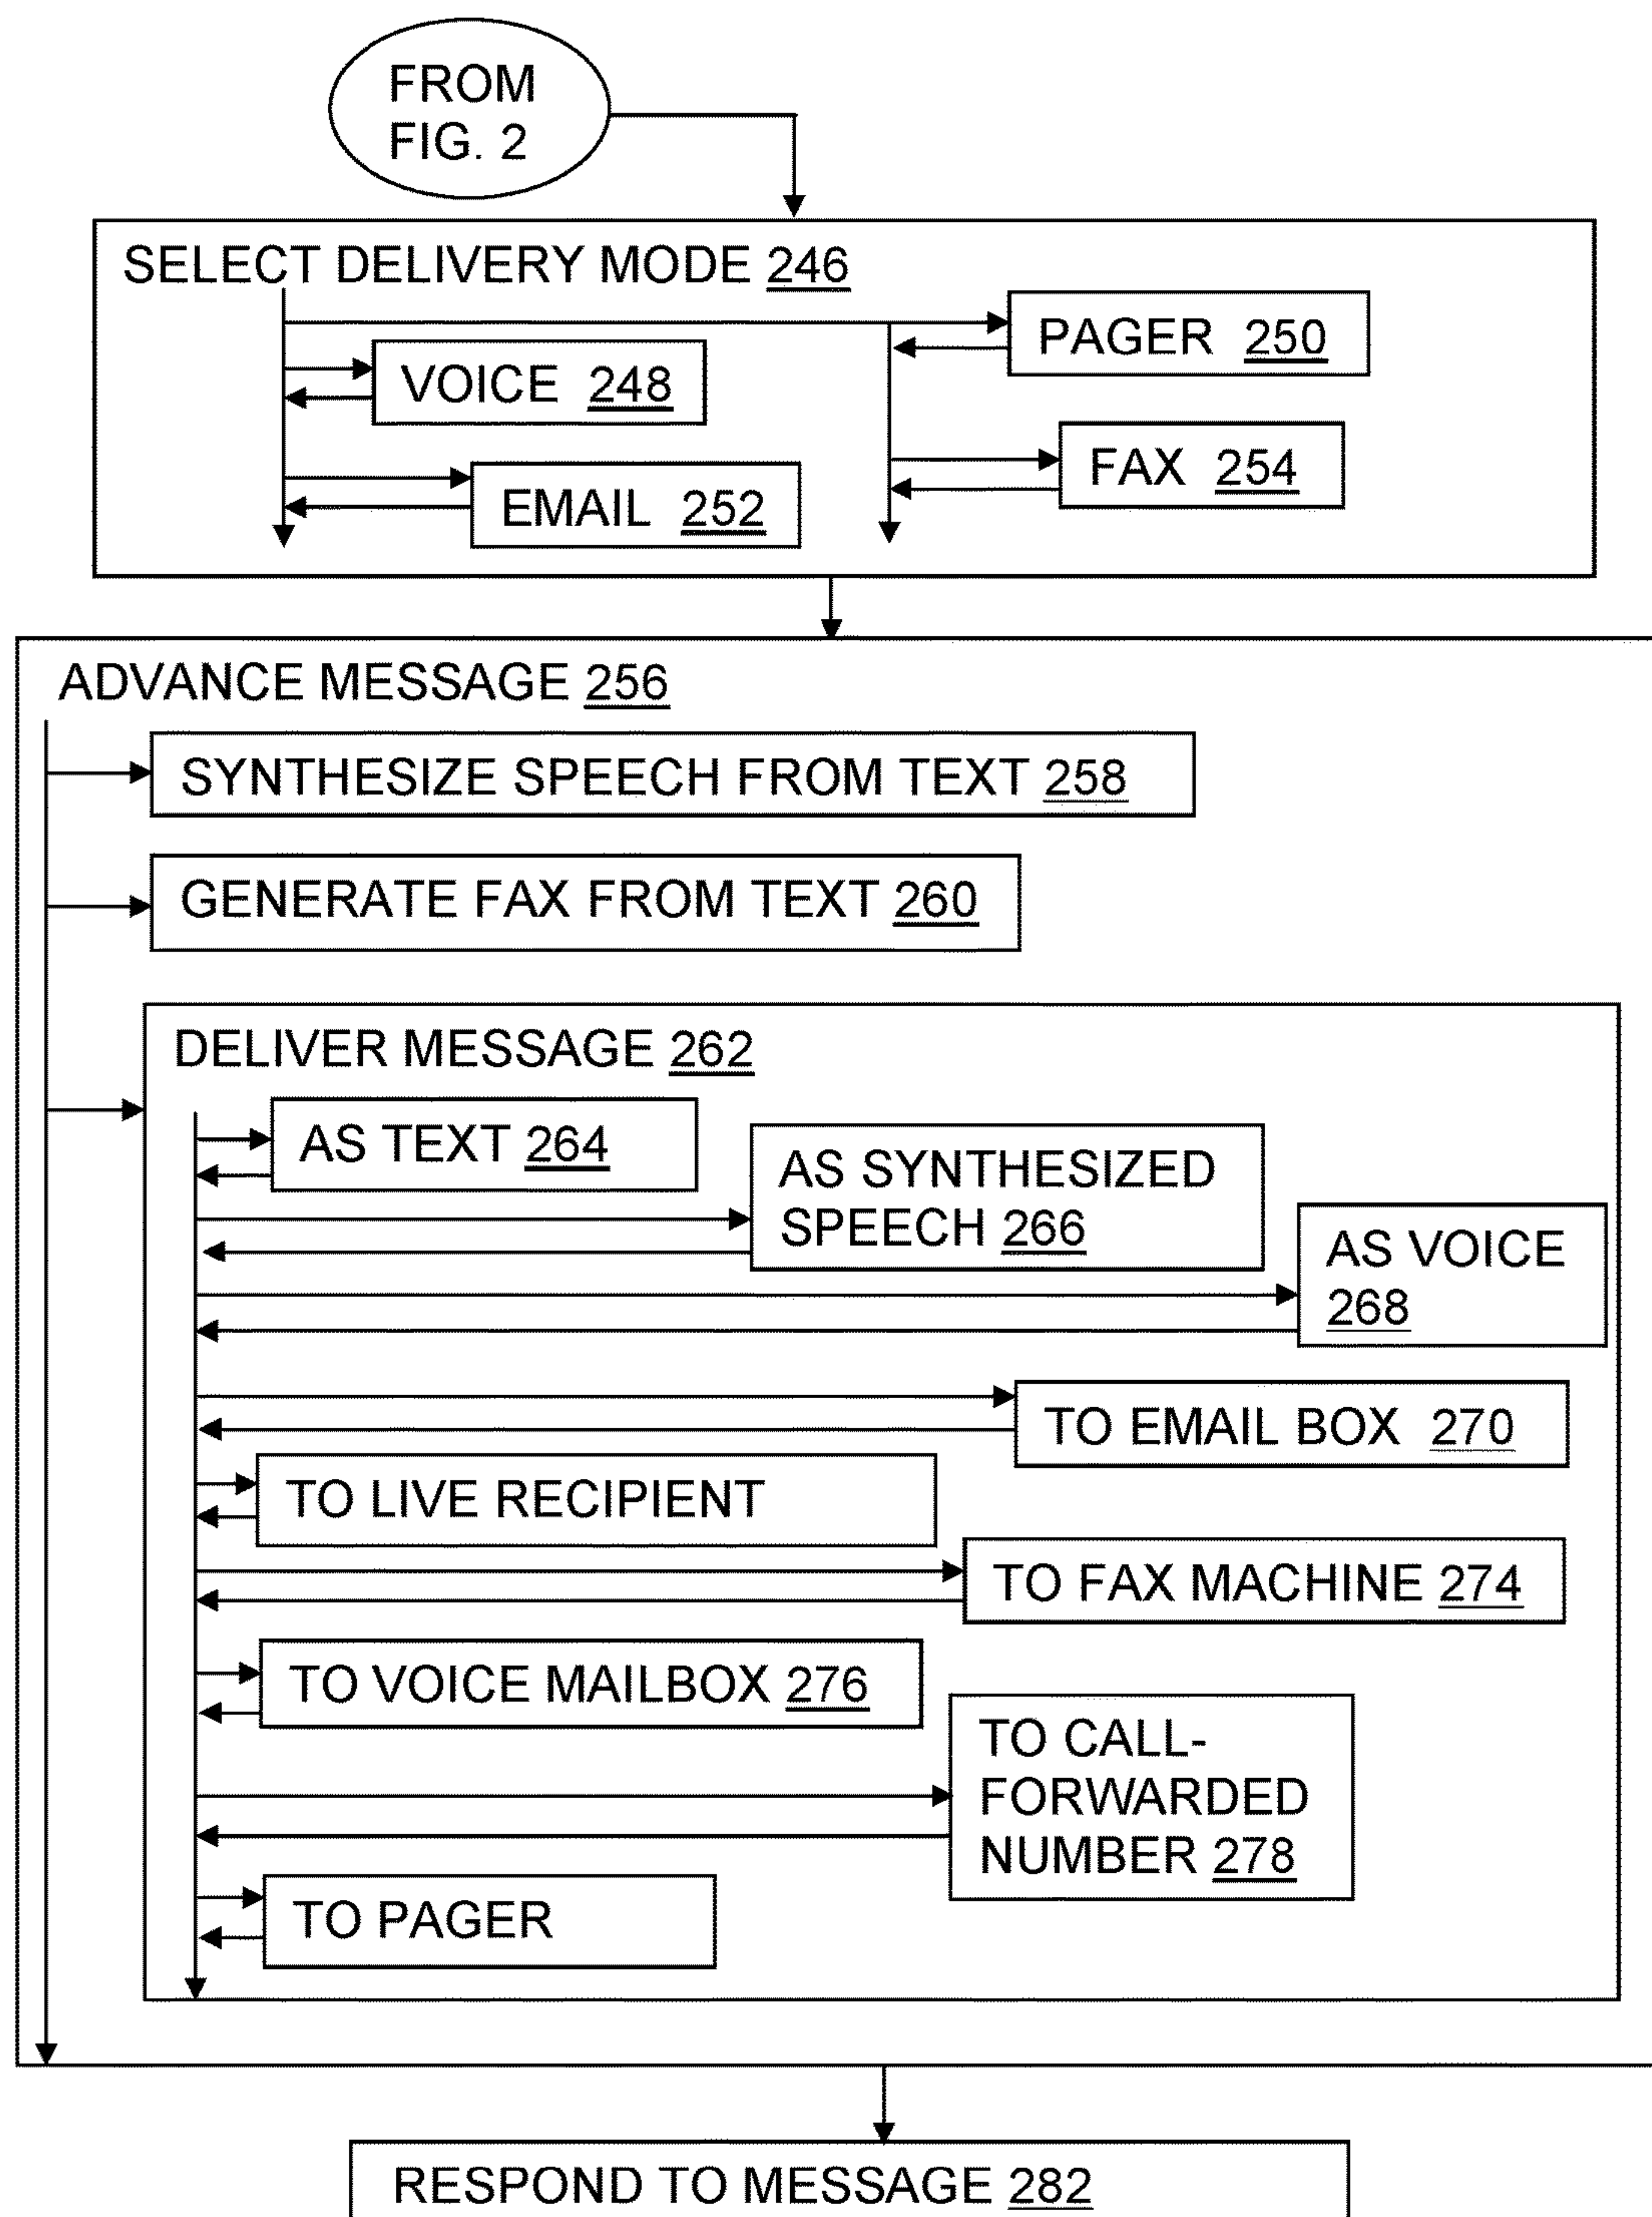 FROM
FIG. 2
SELECT DELIVERY MODE 246
PAGER 250
VOICE 248
FAX 254
EMAIL 252
ADVANCE MESSAGE 256
SYNTHESIZE SPEECH FROM TEXT 258
GENERATE FAX FROM TEXT 260
DELIVER MESSAGE 262
AS TEXT 264
AS SYNTHESIZED
SPEECH 266
AS VOICE
268
TO EMAIL BOX 270
TO LIVE RECIPIENT
TO FAX MACHINE 274
TO VOICE MAILBOX 276
TO CALL-
FORWARDED
NUMBER 278
TO PAGER
RESPOND TO MESSAGE 282